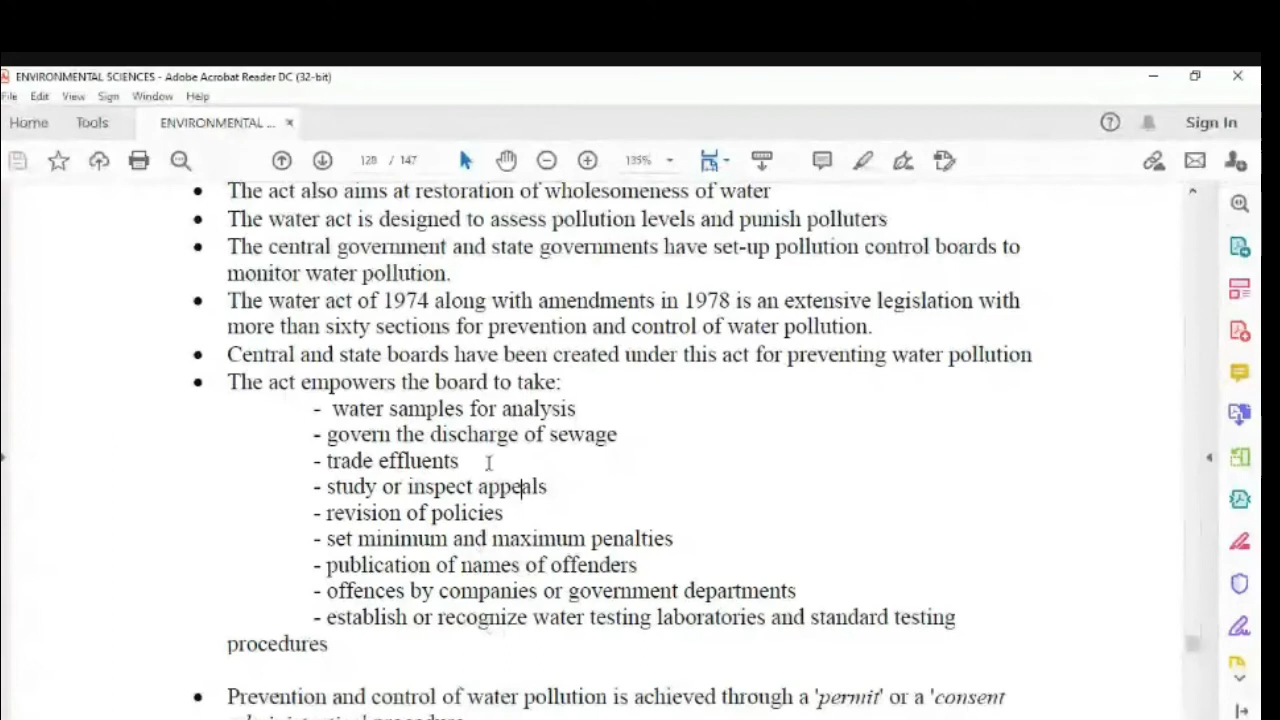 ENVIRONMENTAL SCIENCES - Adobe Acrobat Reader DC (32-bit)
File Edit View Sign Window Help
Home Tools ENVIRONMENTAL ... × Sign In
128 / 147 135%
• The act also aims at restoration of wholesomeness of water
• The water act is designed to assess pollution levels and punish polluters
• The central government and state governments have set-up pollution control boards to
monitor water pollution.
• The water act of 1974 along with amendments in 1978 is an extensive legislation with
more than sixty sections for prevention and control of water pollution.
• Central and state boards have been created under this act for preventing water pollution
• The act empowers the board to take:
- water samples for analysis
- govern the discharge of sewage
- trade effluents
- study or inspect appeals
- revision of policies
- set minimum and maximum penalties
- publication of names of offenders
- offences by companies or government departments
- establish or recognize water testing laboratories and standard testing
procedures
• Prevention and control of water pollution is achieved through a 'permit' or a 'consent